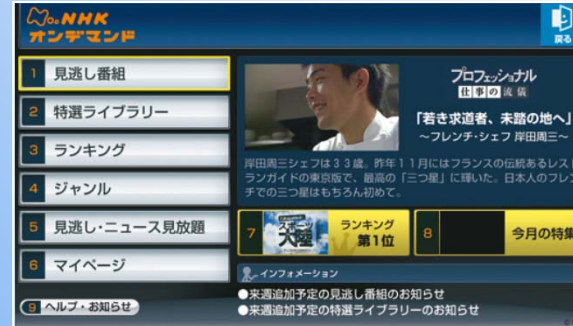 NHK
オンデマンド
戻る
1 見逃し番組
2 特選ライブラリー
3 ランキング
4 ジャンル
5 見逃し・ニュース見放題
6 マイページ
9 ヘルプ・お知らせ
プロフェッショナル
仕事の流儀
「若き求道者、未踏の地へ」
～フレンチ・シェフ 岸田周三～
岸田周三シェフは33歳。昨年11月にはフランスの伝統あるレスト
ランガイドの東京版で、最高の「三つ星」に輝いた。日本人のフレン
チでの三つ星はもちろん初めて。
7 スポーツ大陸 ランキング
第1位
8 今月の特集
インフォメーション
●来週追加予定の見逃し番組のお知らせ
●来週追加予定の特選ライブラリーのお知らせ